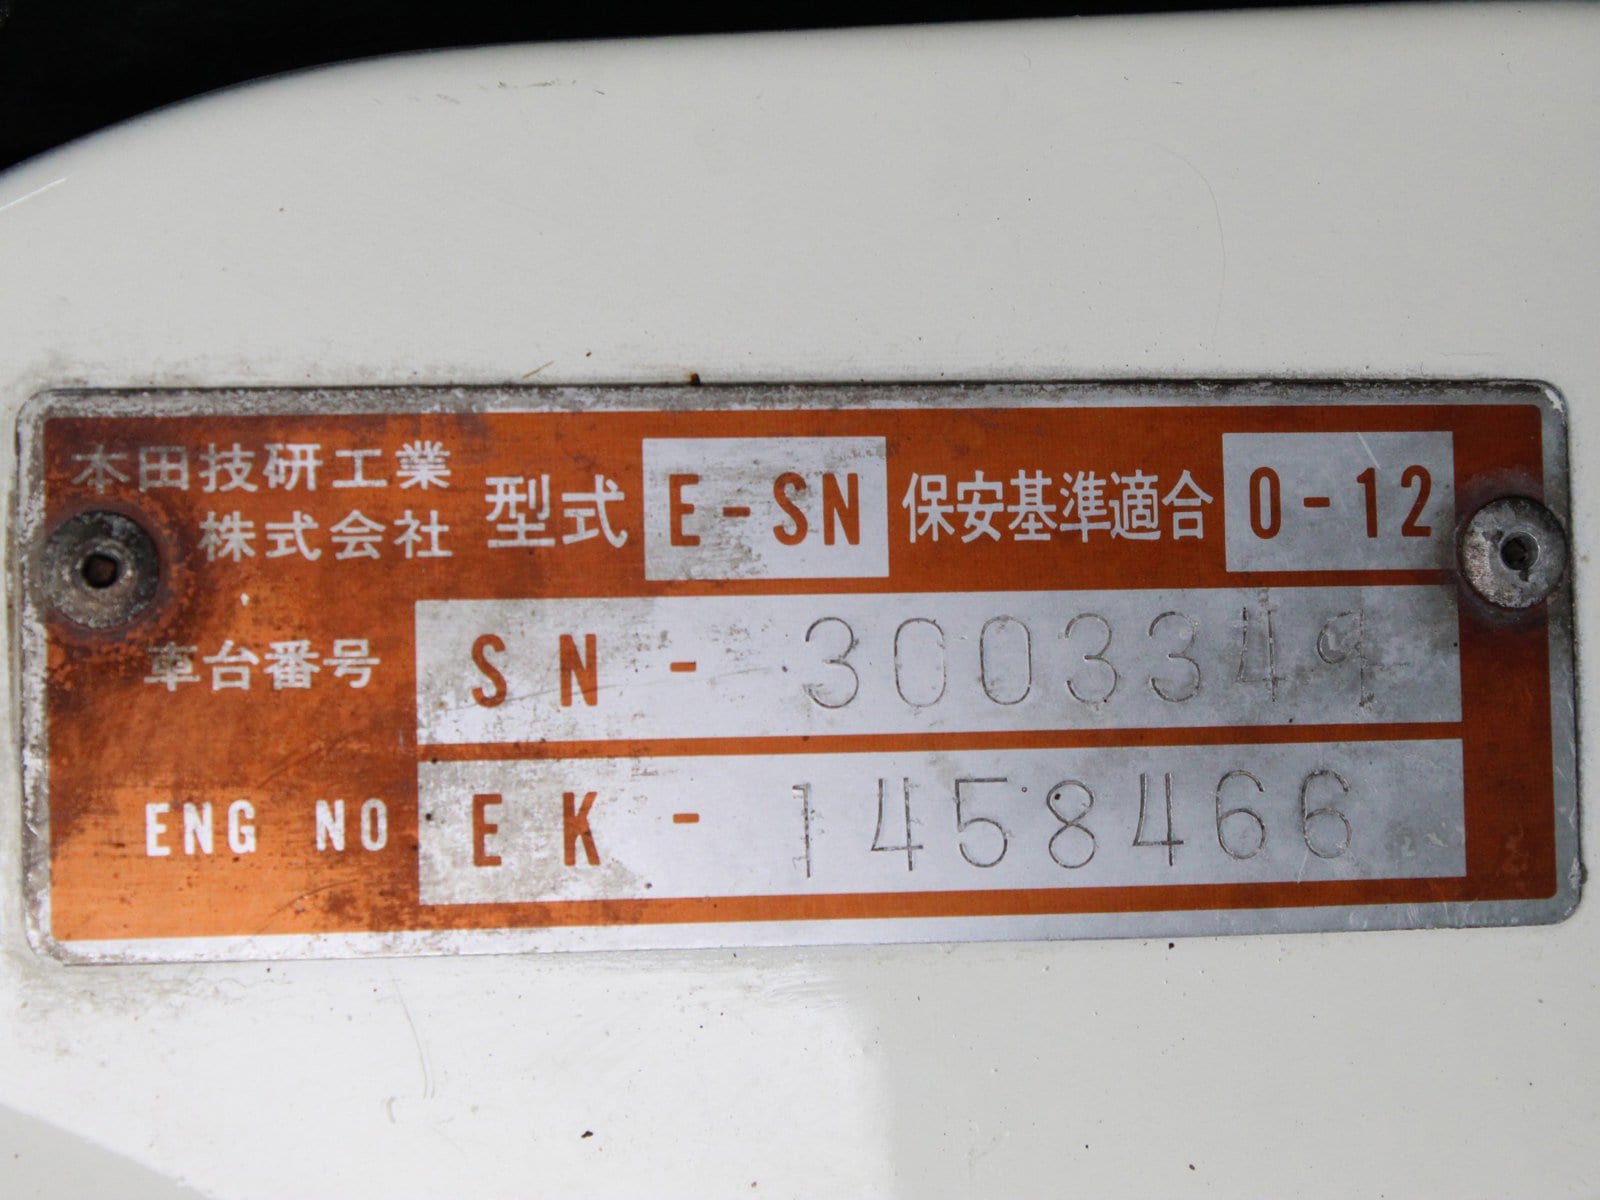 本田技研工業
株式会社 型式 E-SN 保安基準適合 0-12
車台番号 SN-3003349
ENG NO EK-1458466